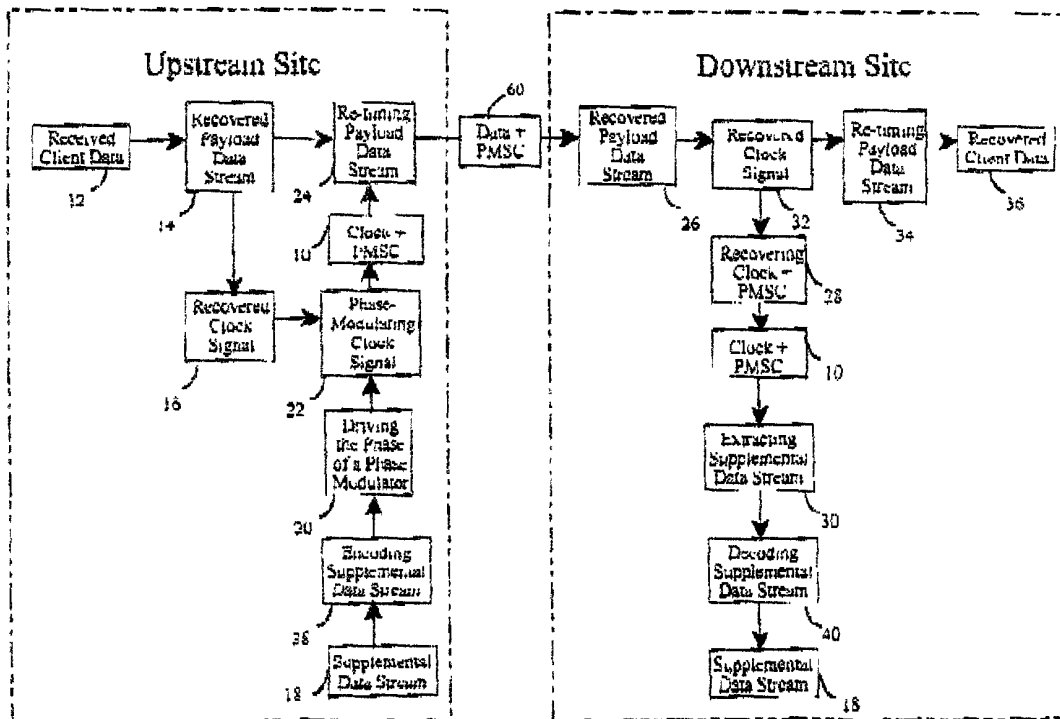 Upstream Site
Received
Client Data
12
Recovered
Payload
Data
Stream
14
Re-timing
Payload
Data
Stream
24
Clock +
PMSC
10
Recovered
Clock
Signal
16
Phase-
Modulating
Clock
Signal
22
Driving
the Phase
of a Phase
Modulator
20
Encoding
Supplemental
Data Stream
38
Supplemental
Data Stream
18
60
Data +
PMSC
Downstream Site
Recovered
Payload
Data
Stream
26
Recovered
Clock
Signal
32
Re-timing
Payload
Data
Stream
34
Recovered
Client Data
36
Recovering
Clock +
PMSC
28
Clock +
PMSC
10
Extracting
Supplemental
Data Stream
30
Decoding
Supplemental
Data Stream
40
Supplemental
Data Stream
18